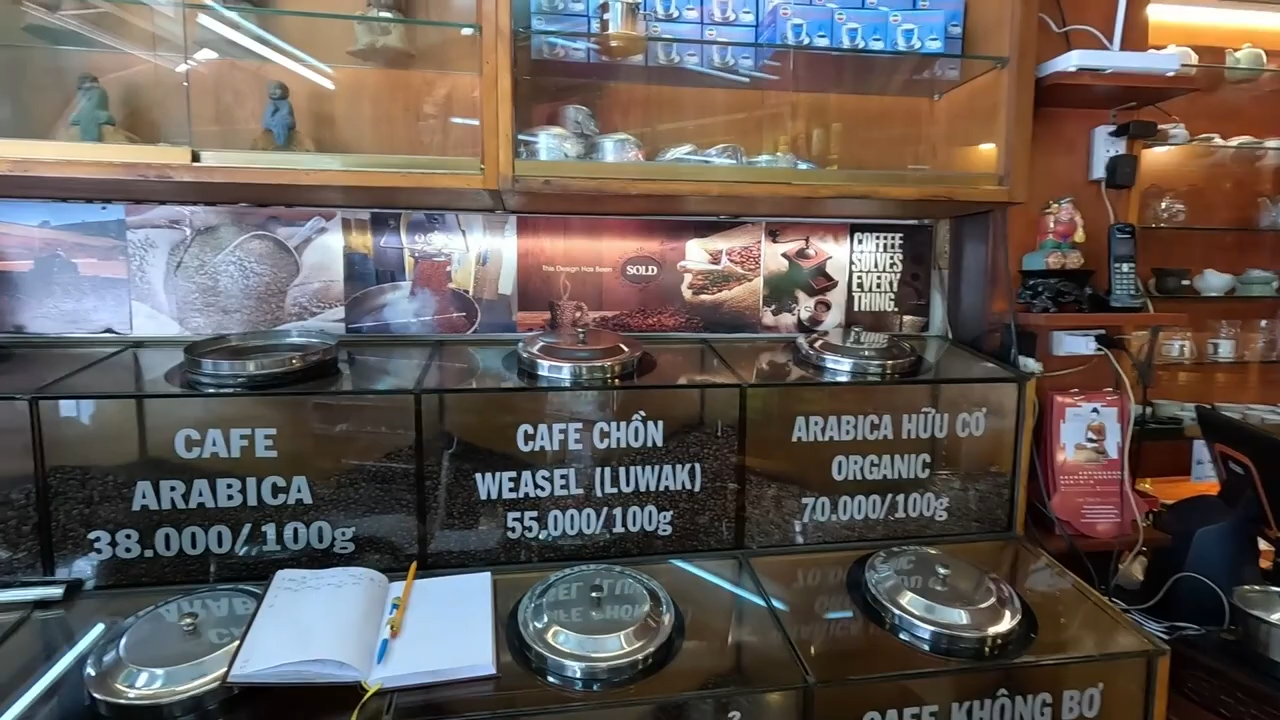 This Design Has Been
SOLD
COFFEE
SOLVES
EVERY
THING.
CAFE
ARABICA
38.000/100g
CAFE CHỒN
WEASEL (LUWAK)
55,000/100g
ARABICA HỮU CƠ
ORGANIC
70.000/100g
CAFE KHÔNG BƠ